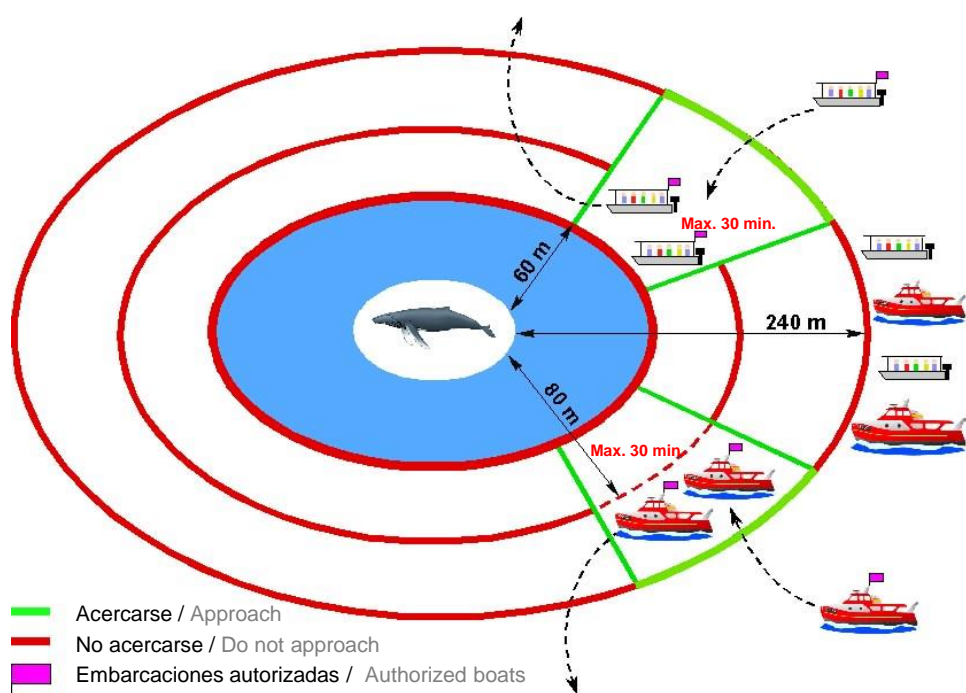 Max. 30 min.
60 m
240 m
80 m
Max. 30 min.
Acercarse / Approach
No acercarse / Do not approach
Embarcaciones autorizadas / Authorized boats